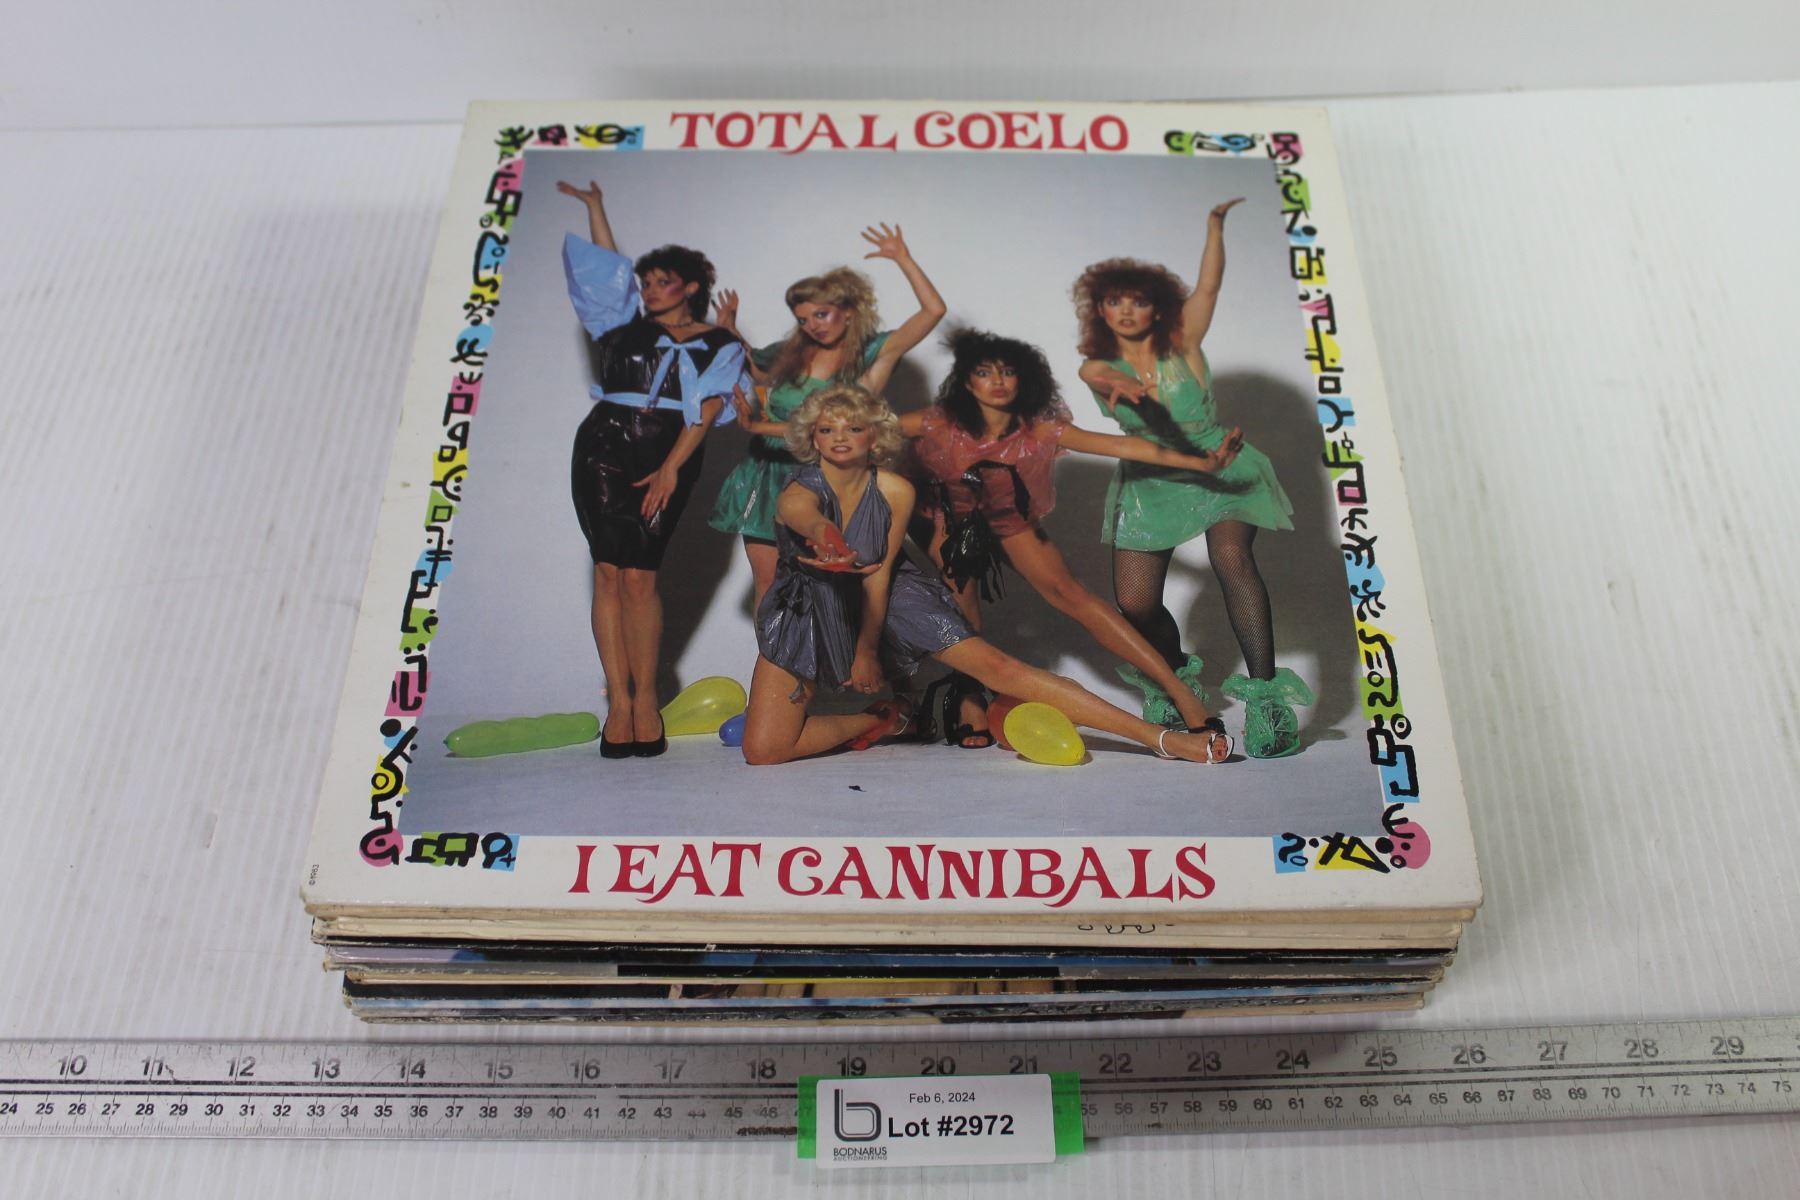 TOTAL COELO
I EAT CANNIBALS
©1983
10 11 12 13 14 15 16 17 18 19 20 21 22 23 24 25 26 27 28 29
24 25 26 27 28 29 30 31 32 33 34 35 36 37 38 39 40 41 42 43 44 45 46 55 56 57 58 59 60 61 62 63 64 65 66 67 68 69 70 71 72 73 74 75
Feb 6, 2024
Lot #2972
BODNARUS
AUCTIONEERING